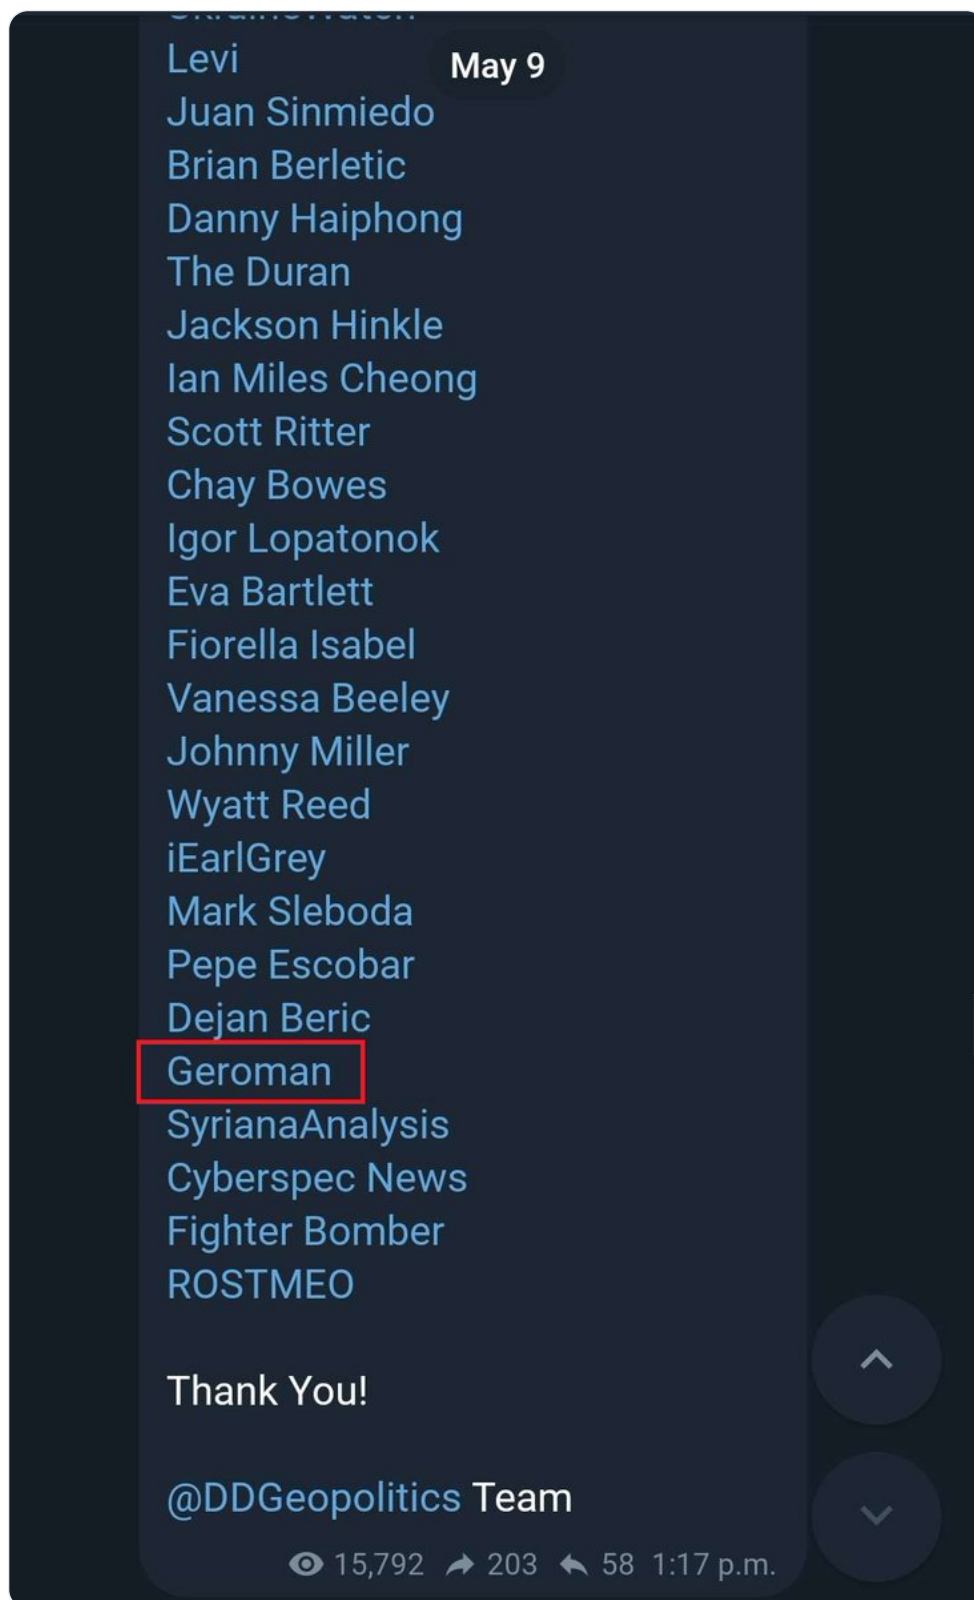 Levi
May 9
Juan Sinmiedo
Brian Berletic
Danny Haiphong
The Duran
Jackson Hinkle
Ian Miles Cheong
Scott Ritter
Chay Bowes
Igor Lopatonok
Eva Bartlett
Fiorella Isabel
Vanessa Beeley
Johnny Miller
Wyatt Reed
iEarlGrey
Mark Sleboda
Pepe Escobar
Dejan Beric
Geroman
SyrianaAnalysis
Cyberspec News
Fighter Bomber
ROSTMEO
Thank You!
@DDGeopolitics Team
15,792 203 58 1:17 p.m.